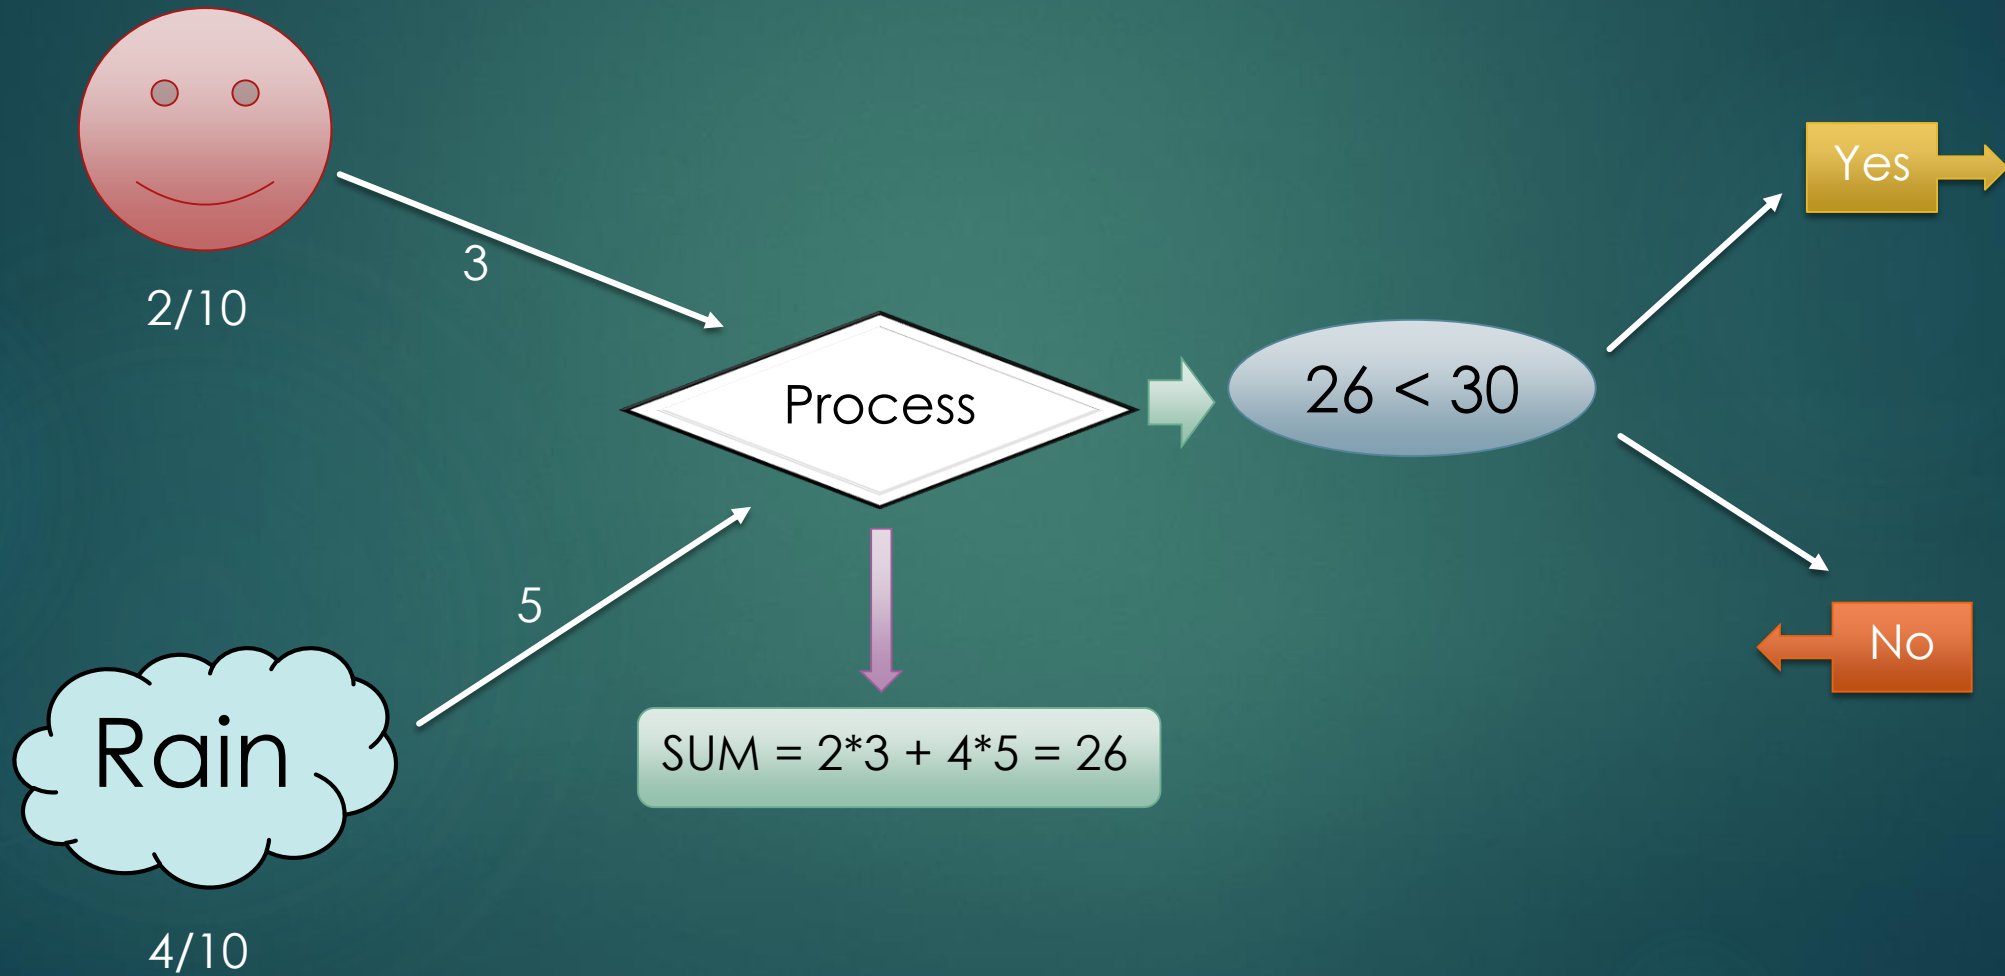 2/10
3
Process
26 < 30
Yes
No
5
Rain
4/10
SUM = 2*3 + 4*5 = 26